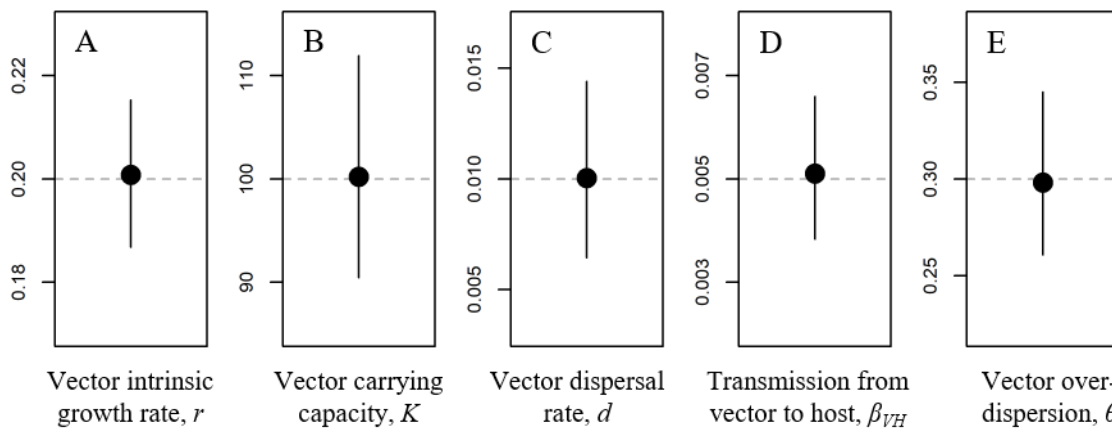 A
0.22
0.20
0.18
Vector intrinsic
growth rate, r
B
110
100
90
Vector carrying
capacity, K
C
0.015
0.010
0.005
Vector dispersal
rate, d
D
0.007
0.005
0.003
Transmission from
vector to host, β_VH
E
0.35
0.30
0.25
Vector over-
dispersion,